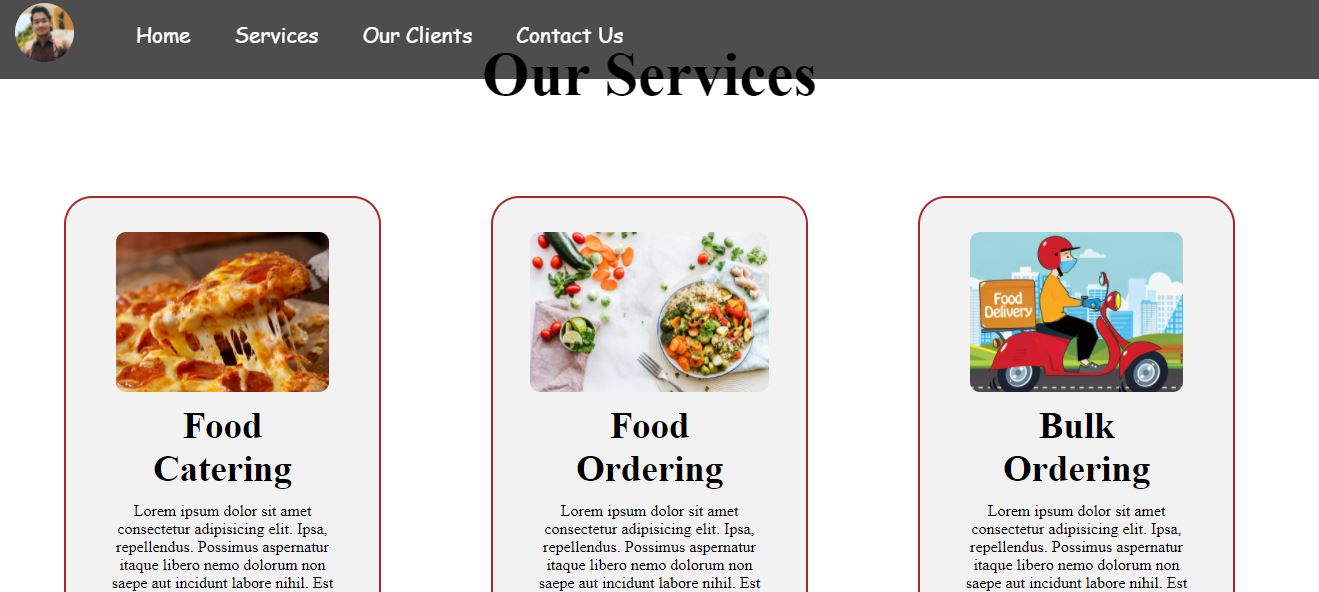 Home Services Our Clients Contact Us
Our Services
Food
Delivery
Food
Catering
Lorem ipsum dolor sit amet
consectetur adipisicing elit. Ipsa,
repellendus. Possimus aspernatur
itaque libero nemo dolorum non
saepe aut incidunt labore nihil. Est
Food
Ordering
Lorem ipsum dolor sit amet
consectetur adipisicing elit. Ipsa,
repellendus. Possimus aspernatur
itaque libero nemo dolorum non
saepe aut incidunt labore nihil. Est
Bulk
Ordering
Lorem ipsum dolor sit amet
consectetur adipisicing elit. Ipsa,
repellendus. Possimus aspernatur
itaque libero nemo dolorum non
saepe aut incidunt labore nihil. Est